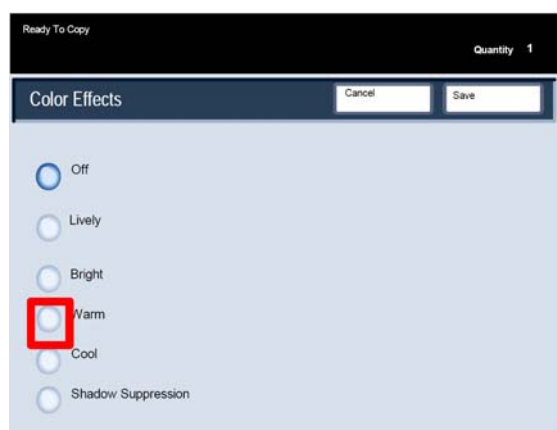 Ready To Copy
Quantity 1
Color Effects
Cancel
Save
Off
Lively
Bright
Warm
Cool
Shadow Suppression